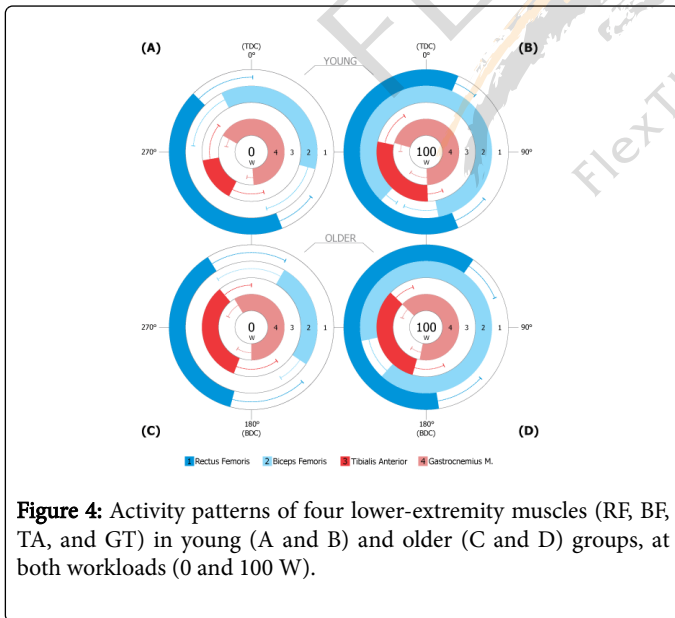 (A)
(TDC)
0°
YOUNG
(TDC)
0°
(B)
270°
0
W
4 3 2 1
100
W
4 3 2 1
90°
OLDER
270°
0
W
4 3 2 1
100
W
4 3 2 1
90°
(C)
180°
(BDC)
180°
(BDC)
(D)
1 Rectus Femoris 2 Biceps Femoris 3 Tibialis Anterior 4 Gastrocnemius M.
Figure 4: Activity patterns of four lower-extremity muscles (RF, BF,
TA, and GT) in young (A and B) and older (C and D) groups, at
both workloads (0 and 100 W).